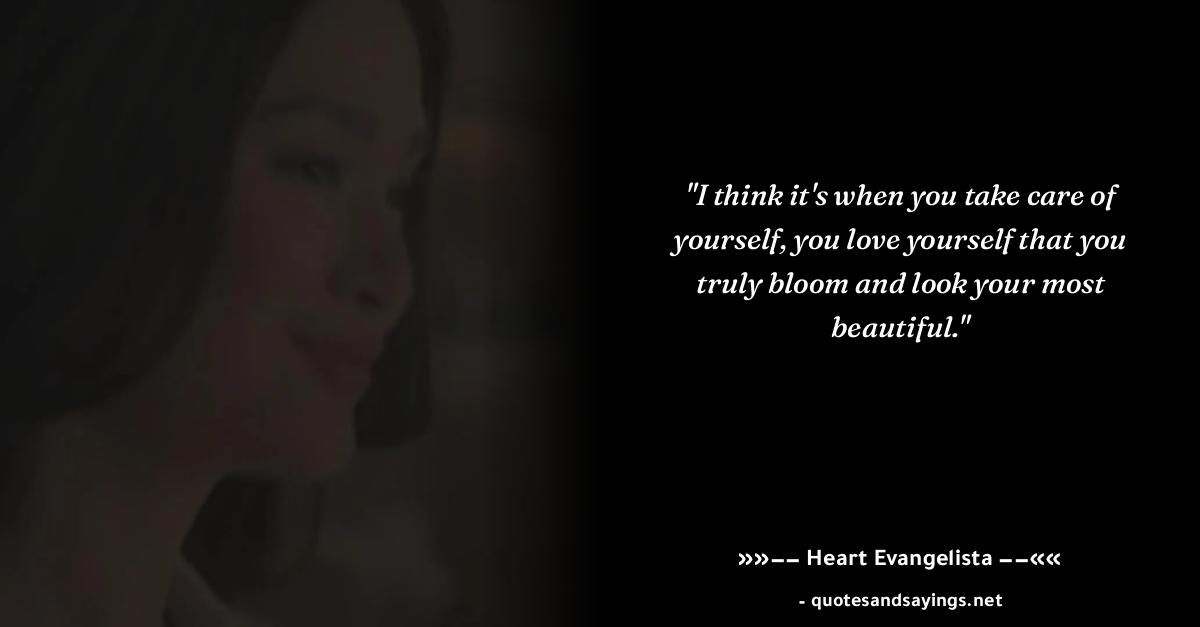 "I think it's when you take care of
yourself, you love yourself that you
truly bloom and look your most
beautiful."
»»–– Heart Evangelista ––««
- quotesandsayings.net